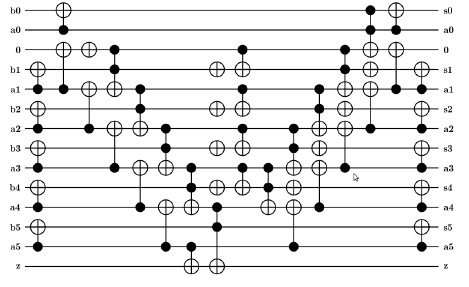 b0 s0
a0 a0
0 0
b1 s1
a1 a1
b2 s2
a2 a2
b3 s3
a3 a3
b4 s4
a4 a4
b5 s5
a5 a5
z z